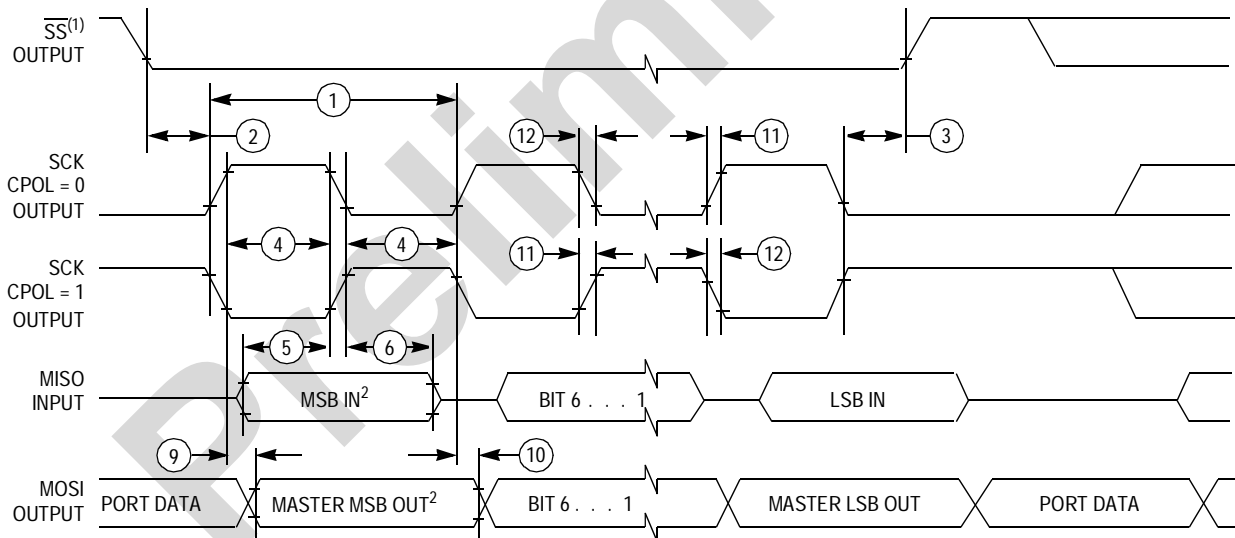 SS(1)
OUTPUT
1
2
12
11
3
SCK
CPOL = 0
OUTPUT
4
4
SCK
CPOL = 1
OUTPUT
11
12
5
6
MISO
INPUT
MSB IN2
BIT 6 . . . 1
LSB IN
9
10
MOSI
OUTPUT
PORT DATA
MASTER MSB OUT2
BIT 6 . . . 1
MASTER LSB OUT
PORT DATA
Prelim